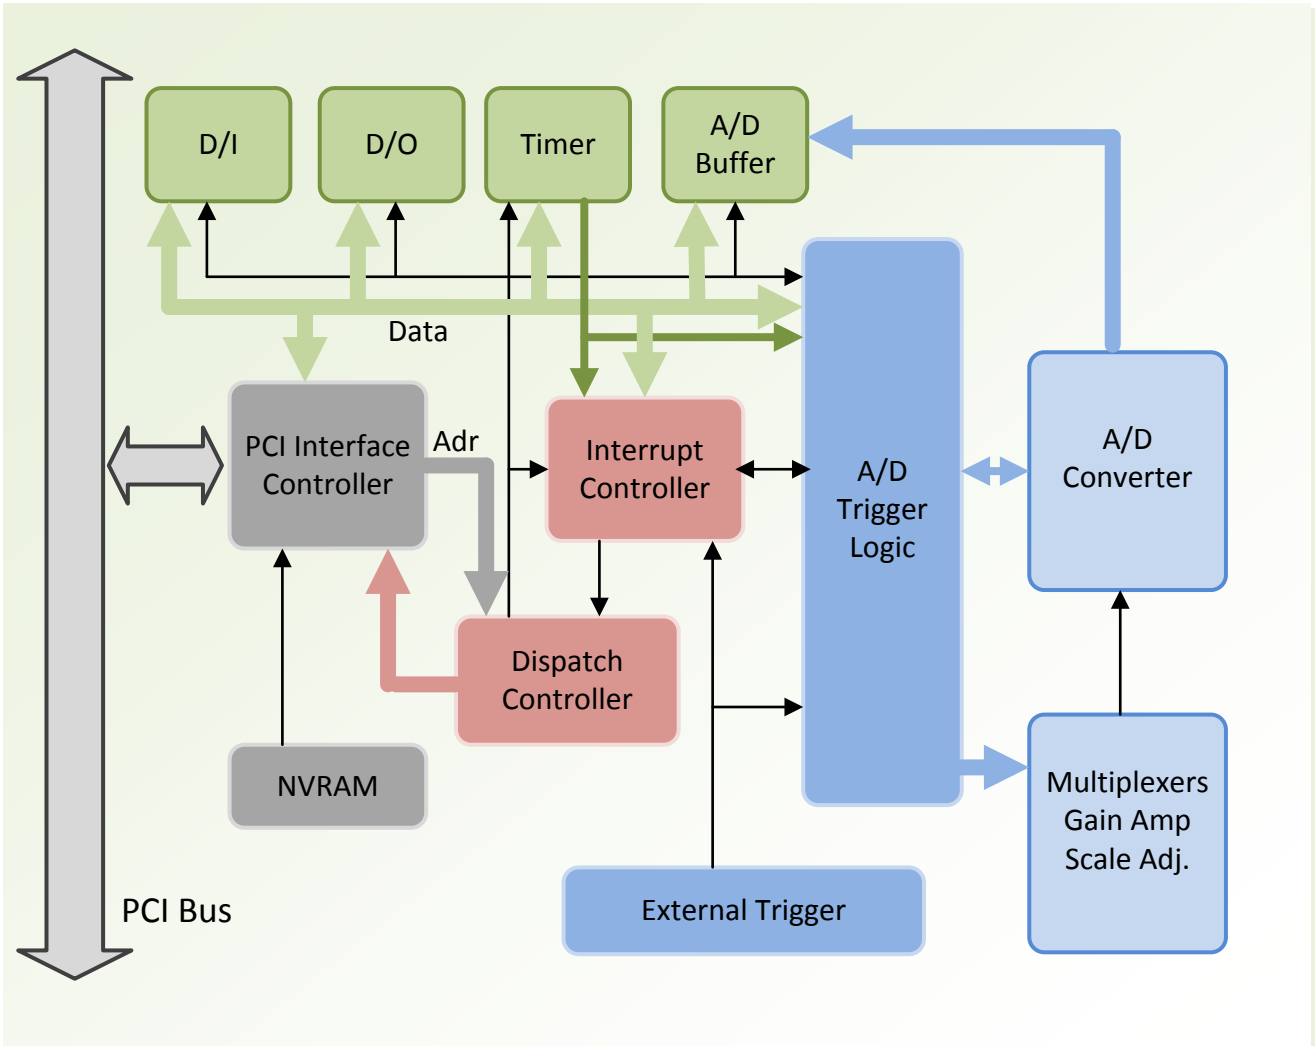 D/I
D/O
Timer
A/D
Buffer
Data
PCI Interface
Controller
Adr
Interrupt
Controller
A/D
Trigger
Logic
A/D
Converter
Dispatch
Controller
NVRAM
Multiplexers
Gain Amp
Scale Adj.
External Trigger
PCI Bus